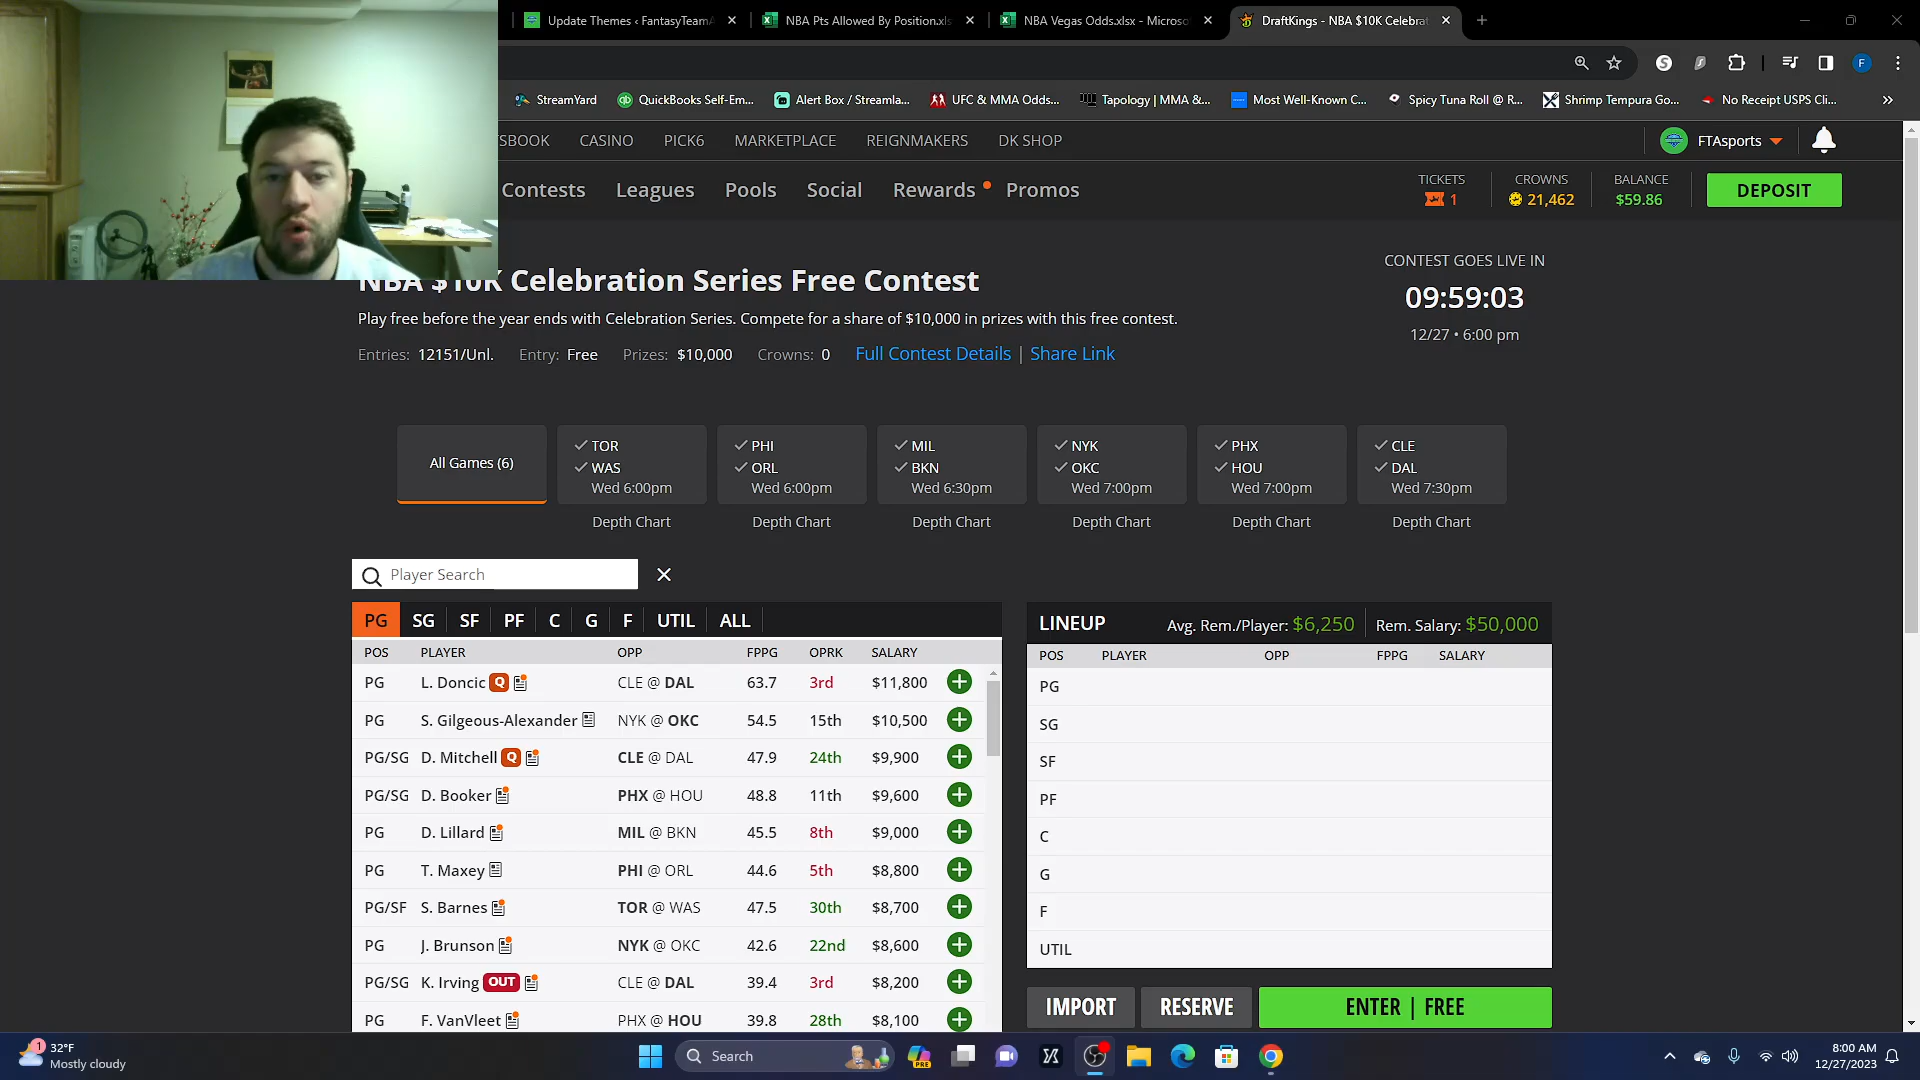 Update Themes ‹ FantasyTeamA
NBA Pts Allowed By Position.xls
NBA Vegas Odds.xlsx - Microso
DraftKings - NBA $10K Celebrat
F
StreamYard
QuickBooks Self-Em...
Alert Box / Streamla...
UFC & MMA Odds...
Tapology | MMA &...
Most Well-Known C...
Spicy Tuna Roll @ R...
Shrimp Tempura Go...
No Receipt USPS Cli...
SBOOK CASINO PICK6 MARKETPLACE REIGNMAKERS DK SHOP
FTAsports
Contests Leagues Pools Social Rewards Promos
TICKETS 1
CROWNS 21,462
BALANCE $59.86
DEPOSIT
NBA $10K Celebration Series Free Contest
Play free before the year ends with Celebration Series. Compete for a share of $10,000 in prizes with this free contest.
Entries: 12151/Unl. Entry: Free Prizes: $10,000 Crowns: 0 Full Contest Details | Share Link
CONTEST GOES LIVE IN
09:59:03
12/27 • 6:00 pm
All Games (6)
TOR
WAS
Wed 6:00pm
Depth Chart
PHI
ORL
Wed 6:00pm
Depth Chart
MIL
BKN
Wed 6:30pm
Depth Chart
NYK
OKC
Wed 7:00pm
Depth Chart
PHX
HOU
Wed 7:00pm
Depth Chart
CLE
DAL
Wed 7:30pm
Depth Chart
Player Search
PG SG SF PF C G F UTIL ALL
POS PLAYER OPP FPPG OPRK SALARY
PG L. Doncic Q CLE @ DAL 63.7 3rd $11,800
PG S. Gilgeous-Alexander NYK @ OKC 54.5 15th $10,500
PG/SG D. Mitchell Q CLE @ DAL 47.9 24th $9,900
PG/SG D. Booker PHX @ HOU 48.8 11th $9,600
PG D. Lillard MIL @ BKN 45.5 8th $9,000
PG T. Maxey PHI @ ORL 44.6 5th $8,800
PG/SF S. Barnes TOR @ WAS 47.5 30th $8,700
PG J. Brunson NYK @ OKC 42.6 22nd $8,600
PG/SG K. Irving OUT CLE @ DAL 39.4 3rd $8,200
PG F. VanVleet PHX @ HOU 39.8 28th $8,100
LINEUP Avg. Rem./Player: $6,250 Rem. Salary: $50,000
POS PLAYER OPP FPPG SALARY
PG
SG
SF
PF
C
G
F
UTIL
IMPORT RESERVE ENTER | FREE
1
32°F
Mostly cloudy
Search
PRE
8:00 AM
12/27/2023